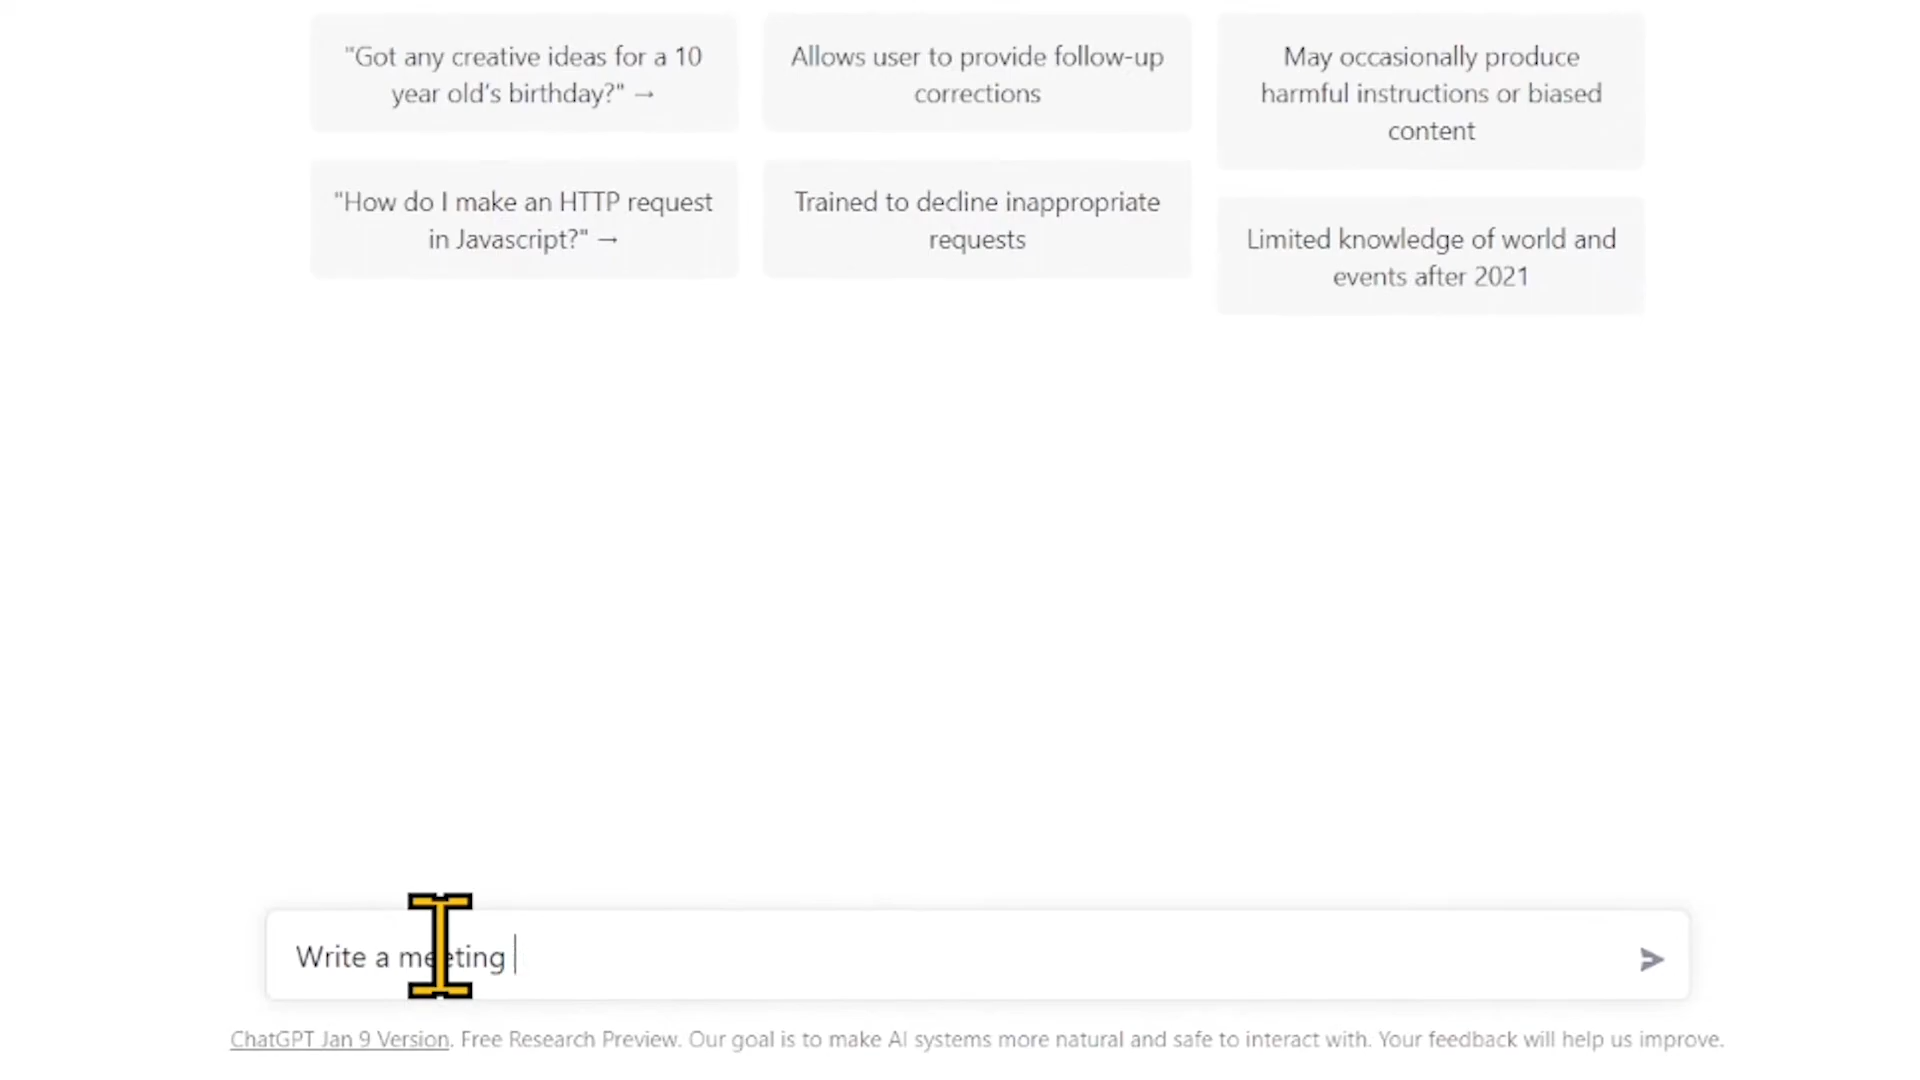 "Got any creative ideas for a 10
year old's birthday?" →
"How do I make an HTTP request
in Javascript?" →
Allows user to provide follow-up
corrections
Trained to decline inappropriate
requests
May occasionally produce
harmful instructions or biased
content
Limited knowledge of world and
events after 2021
Write a meeting
ChatGPT Jan 9 Version. Free Research Preview. Our goal is to make AI systems more natural and safe to interact with. Your feedback will help us improve.